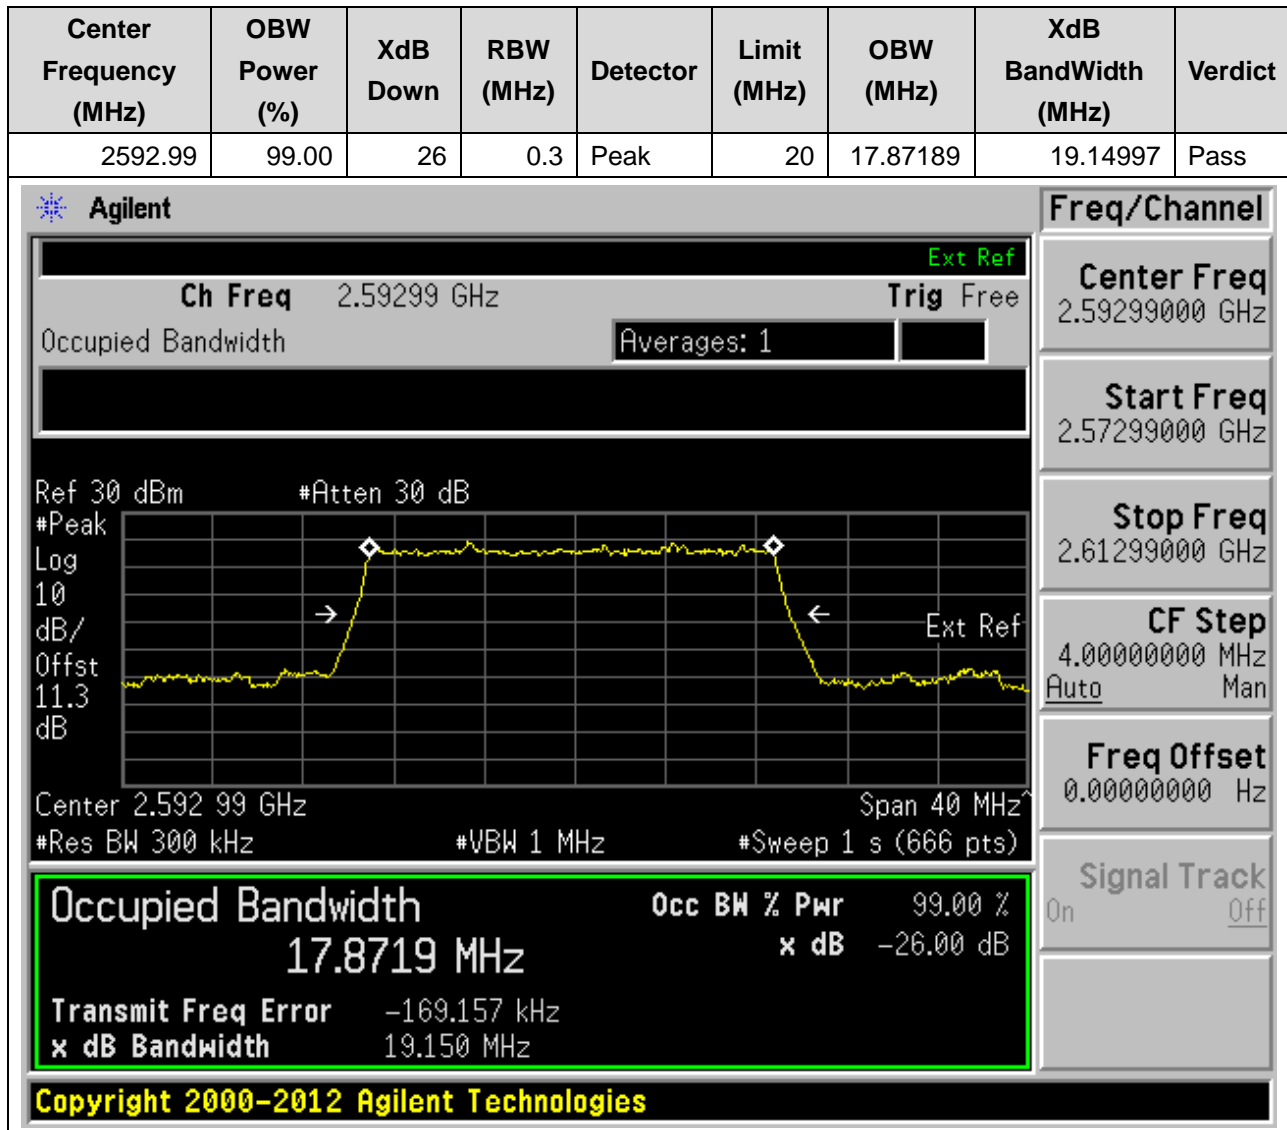 Center Frequency (MHz) OBW Power (%) XdB Down RBW (MHz) Detector Limit (MHz) OBW (MHz) XdB BandWidth (MHz) Verdict
2592.99 99.00 26 0.3 Peak 20 17.87189 19.14997 Pass
Agilent
Freq/Channel
Ext Ref
Ch Freq 2.59299 GHz Trig Free
Occupied Bandwidth Averages: 1
Ref 30 dBm #Atten 30 dB
#Peak
Log
10
dB/
Offst
11.3
dB
Ext Ref
Center 2.592 99 GHz Span 40 MHz^
#Res BW 300 kHz #VBW 1 MHz #Sweep 1 s (666 pts)
Occupied Bandwidth Occ BW % Pwr 99.00 %
17.8719 MHz x dB -26.00 dB
Transmit Freq Error -169.157 kHz
x dB Bandwidth 19.150 MHz
Center Freq
2.59299000 GHz
Start Freq
2.57299000 GHz
Stop Freq
2.61299000 GHz
CF Step
4.00000000 MHz
Auto Man
Freq Offset
0.00000000 Hz
Signal Track
On Off
Copyright 2000-2012 Agilent Technologies